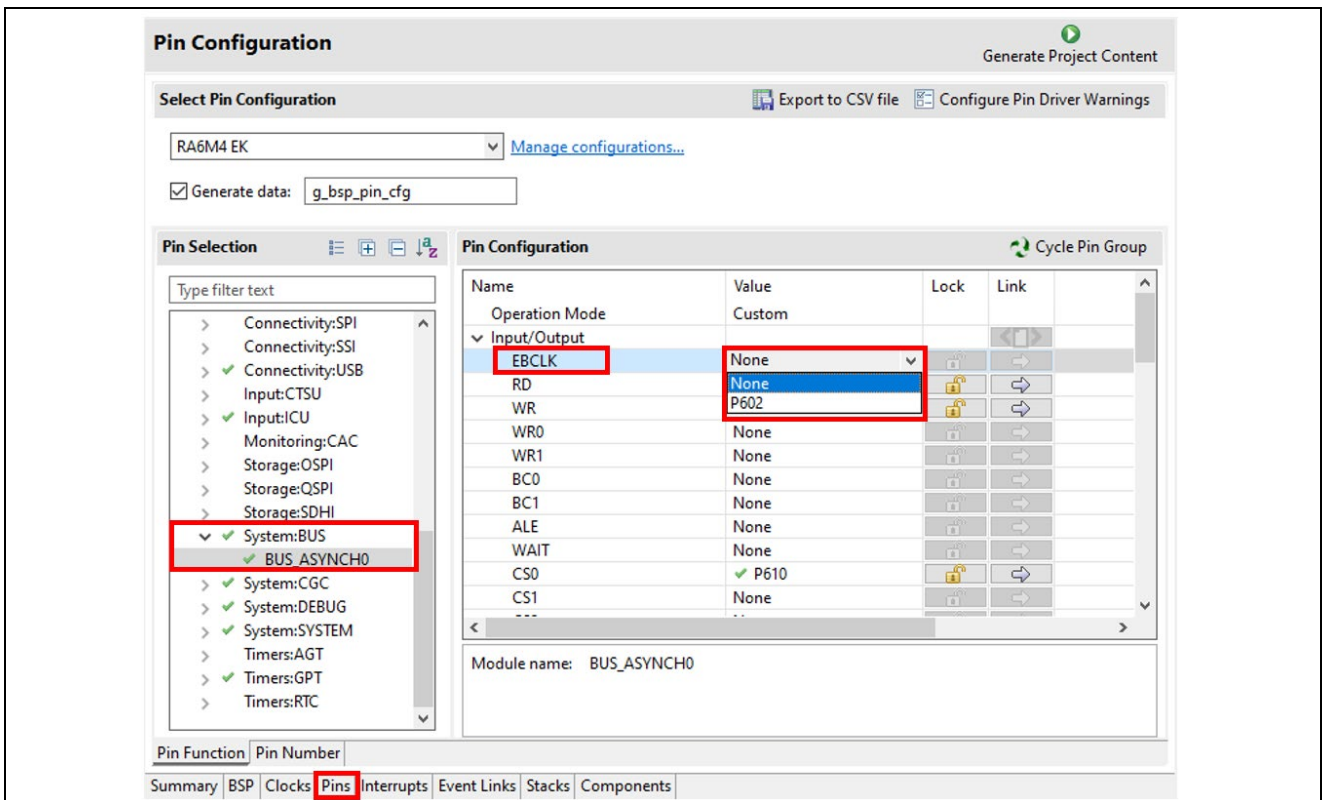 Pin Configuration
Generate Project Content
Select Pin Configuration
Export to CSV file
Configure Pin Driver Warnings
RA6M4 EK
Manage configurations...
Generate data:
g_bsp_pin_cfg
Pin Selection
Type filter text
Connectivity:SPI
Connectivity:SSI
Connectivity:USB
Input:CTSU
Input:ICU
Monitoring:CAC
Storage:OSPI
Storage:QSPI
Storage:SDHI
System:BUS
BUS_ASYNCH0
System:CGC
System:DEBUG
System:SYSTEM
Timers:AGT
Timers:GPT
Timers:RTC
Pin Configuration
Cycle Pin Group
Name Value Lock Link
Operation Mode Custom
Input/Output
EBCLK None
RD None
WR P602
WR0 None
WR1 None
BC0 None
BC1 None
ALE None
WAIT None
CS0 P610
CS1 None
Module name: BUS_ASYNCH0
Pin Function Pin Number
Summary BSP Clocks Pins Interrupts Event Links Stacks Components